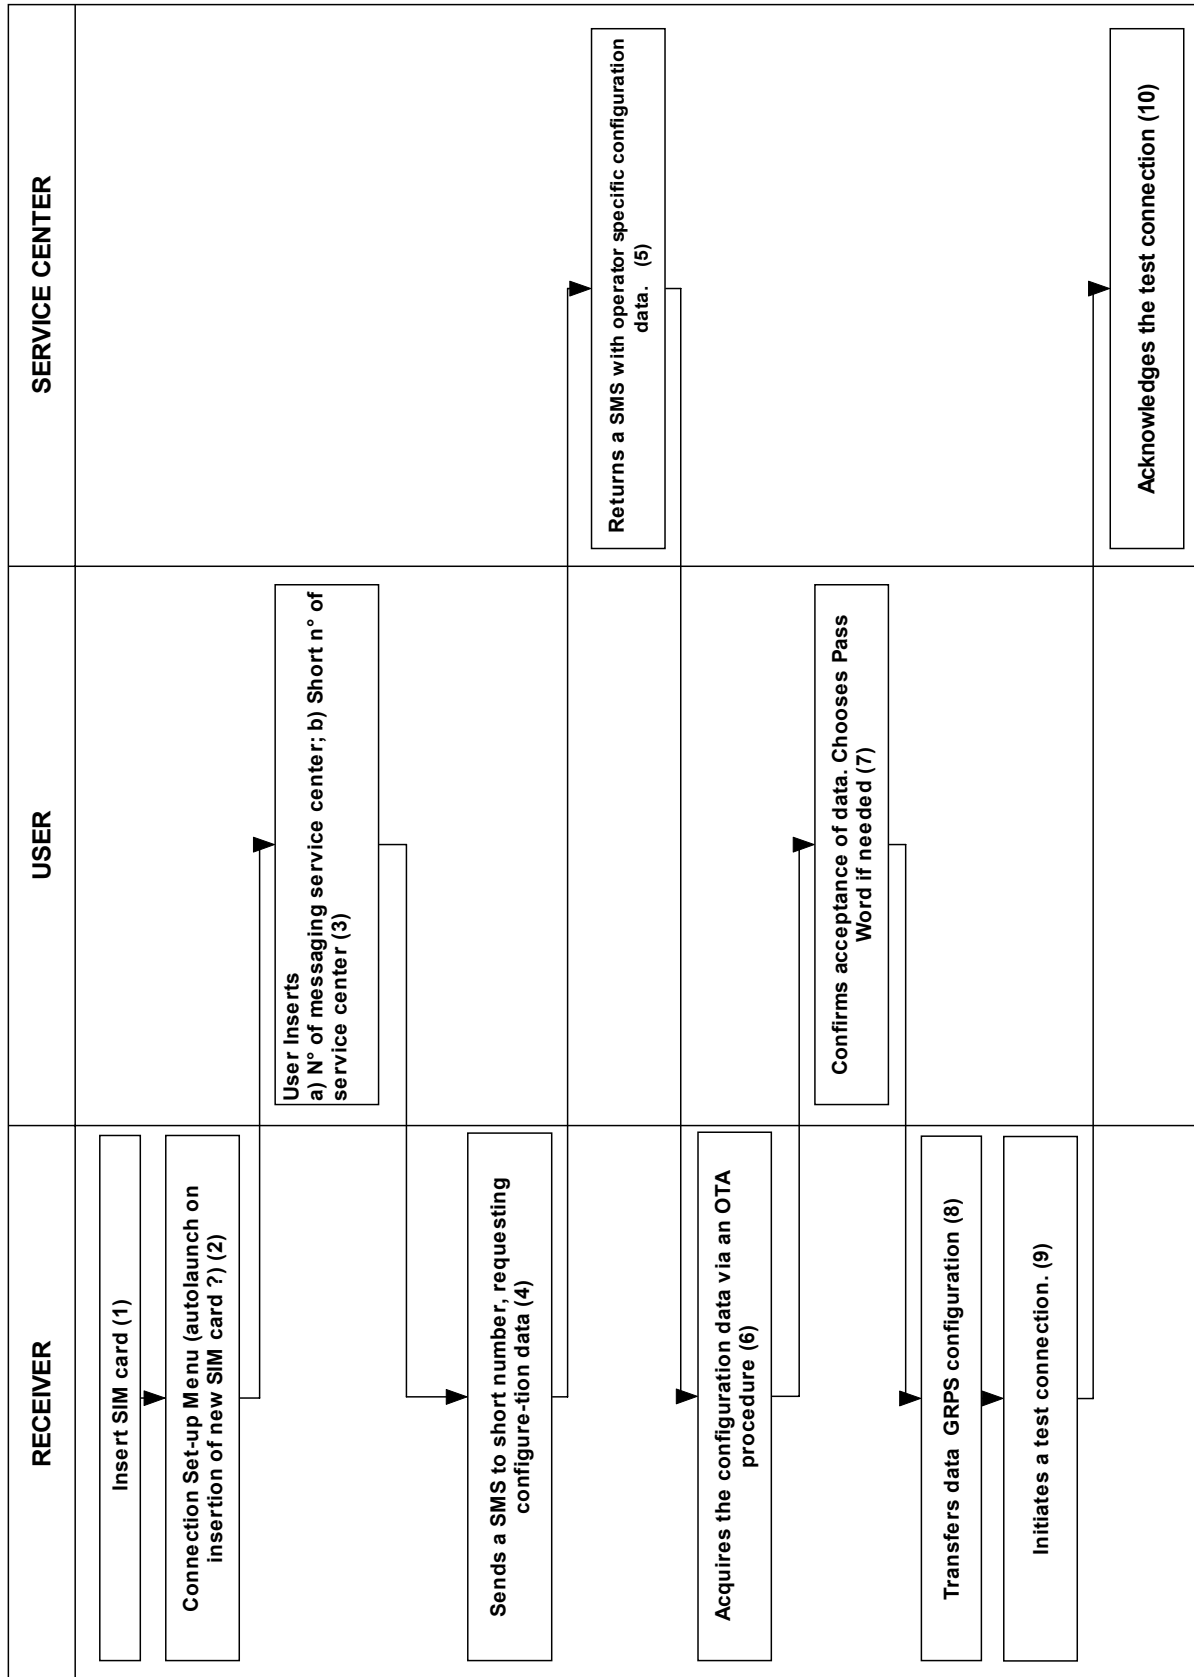 RECEIVER
USER
SERVICE CENTER
Insert SIM card (1)
Connection Set-up Menu (autolaunch on
insertion of new SIM card ?) (2)
User Inserts
a) N° of messaging service center; b) Short n° of
service center (3)
Sends a SMS to short number, requesting
configure-tion data (4)
Returns a SMS with operator specific configuration
data. (5)
Acquires the configuration data via an OTA
procedure (6)
Confirms acceptance of data. Chooses Pass
Word if needed (7)
Transfers data GRPS configuration (8)
Initiates a test connection. (9)
Acknowledges the test connection (10)